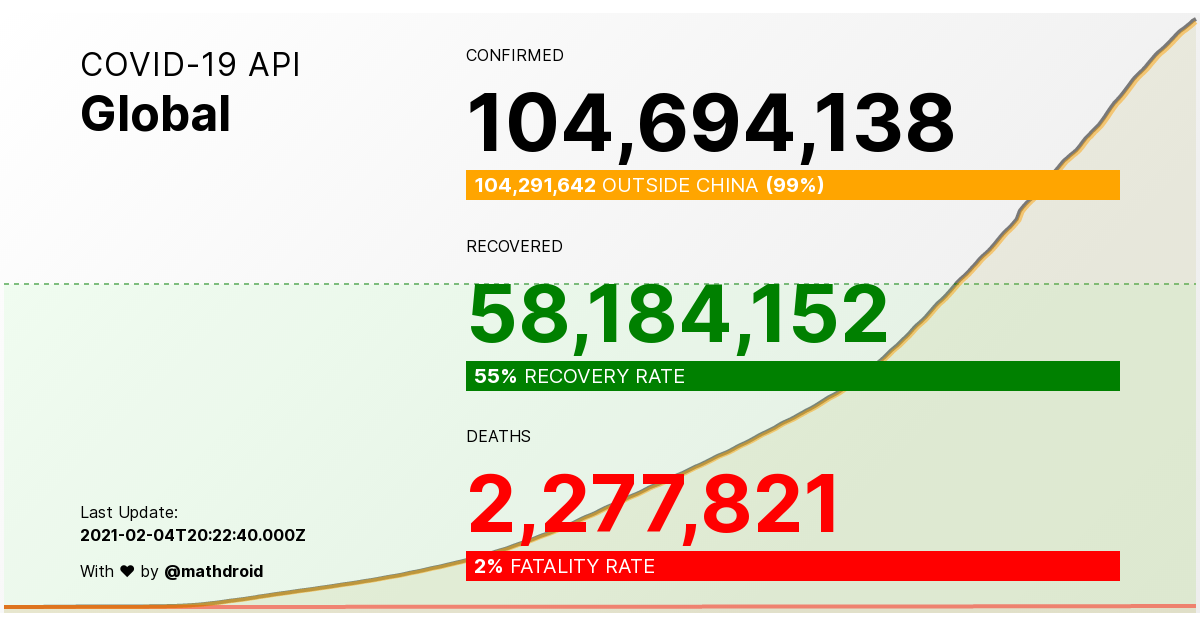 COVID-19 API
Global
CONFIRMED
104,694,138
104,291,642 OUTSIDE CHINA (99%)
RECOVERED
58,184,152
55% RECOVERY RATE
DEATHS
2,277,821
2% FATALITY RATE
Last Update:
2021-02-04T20:22:40.000Z
With ♥ by @mathdroid